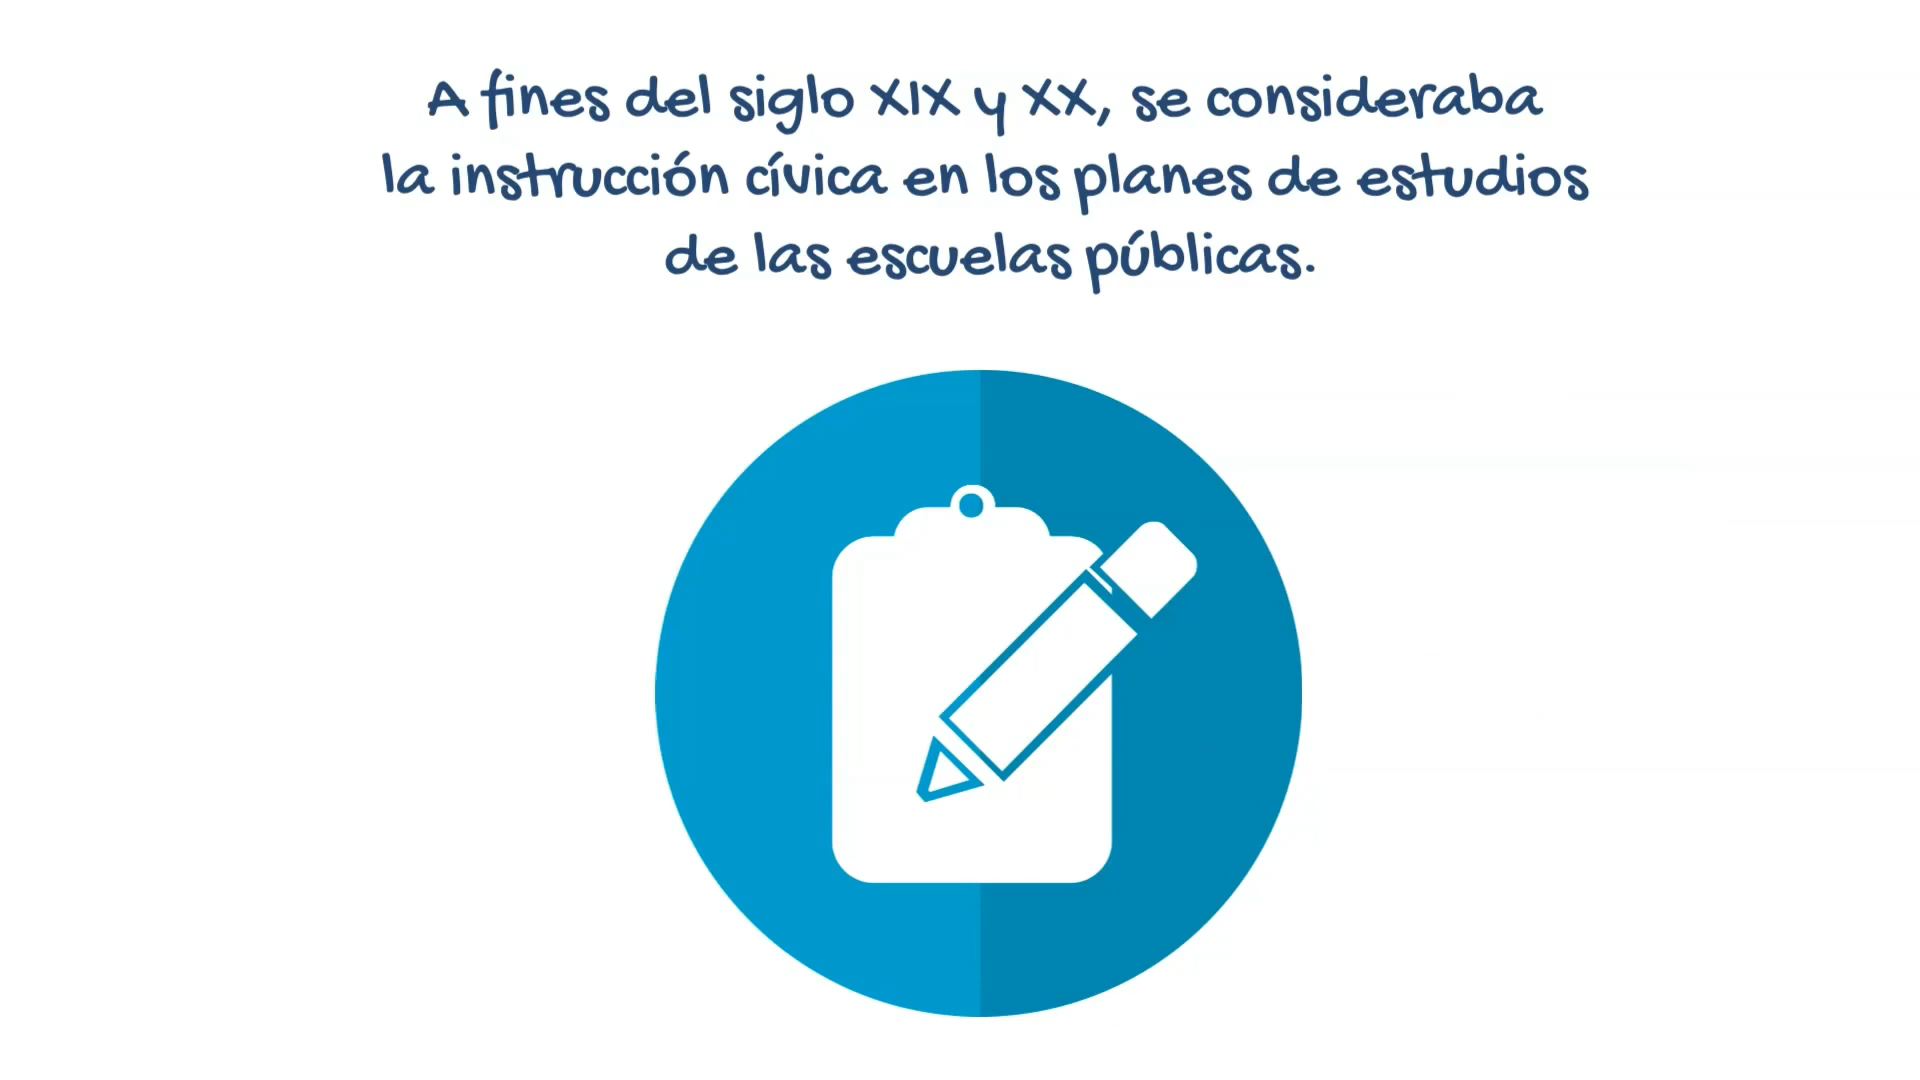 A fines del siglo XIX y XX, se consideraba
la instrucción cívica en los planes de estudios
de las escuelas públicas.